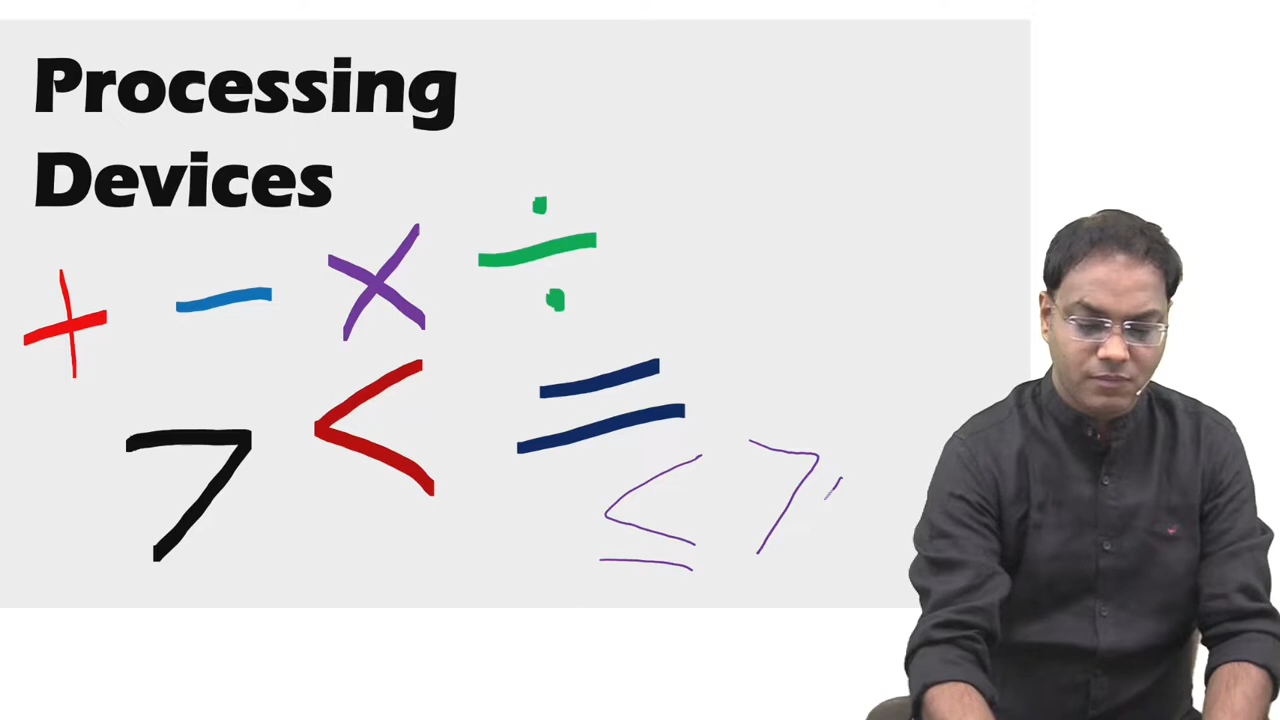 Processing
Devices
+ − × ÷
> < =
≤ >